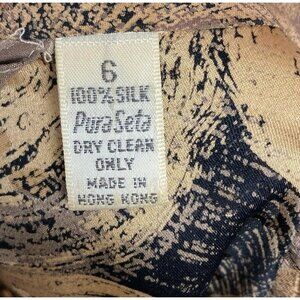 6
100% SILK
Pura Seta
DRY CLEAN
ONLY
MADE IN
HONG KONG